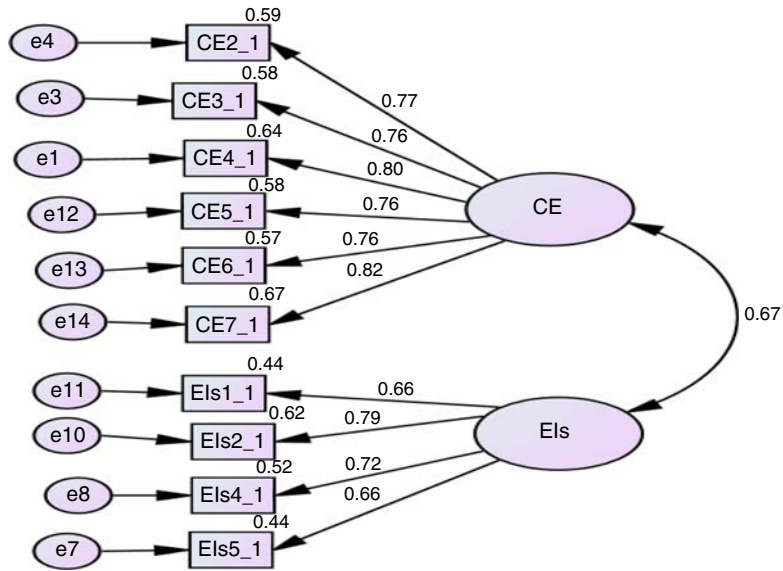 0.59
e4 CE2_1
0.77
0.58
e3 CE3_1
0.76
0.64
e1 CE4_1
0.80
0.58
e12 CE5_1
0.76
CE
0.57
e13 CE6_1
0.76
0.67
e14 CE7_1
0.82
0.67
0.44
e11 EIs1_1
0.66
0.62
e10 EIs2_1
0.79
EIs
0.52
e8 EIs4_1
0.72
0.44
e7 EIs5_1
0.66